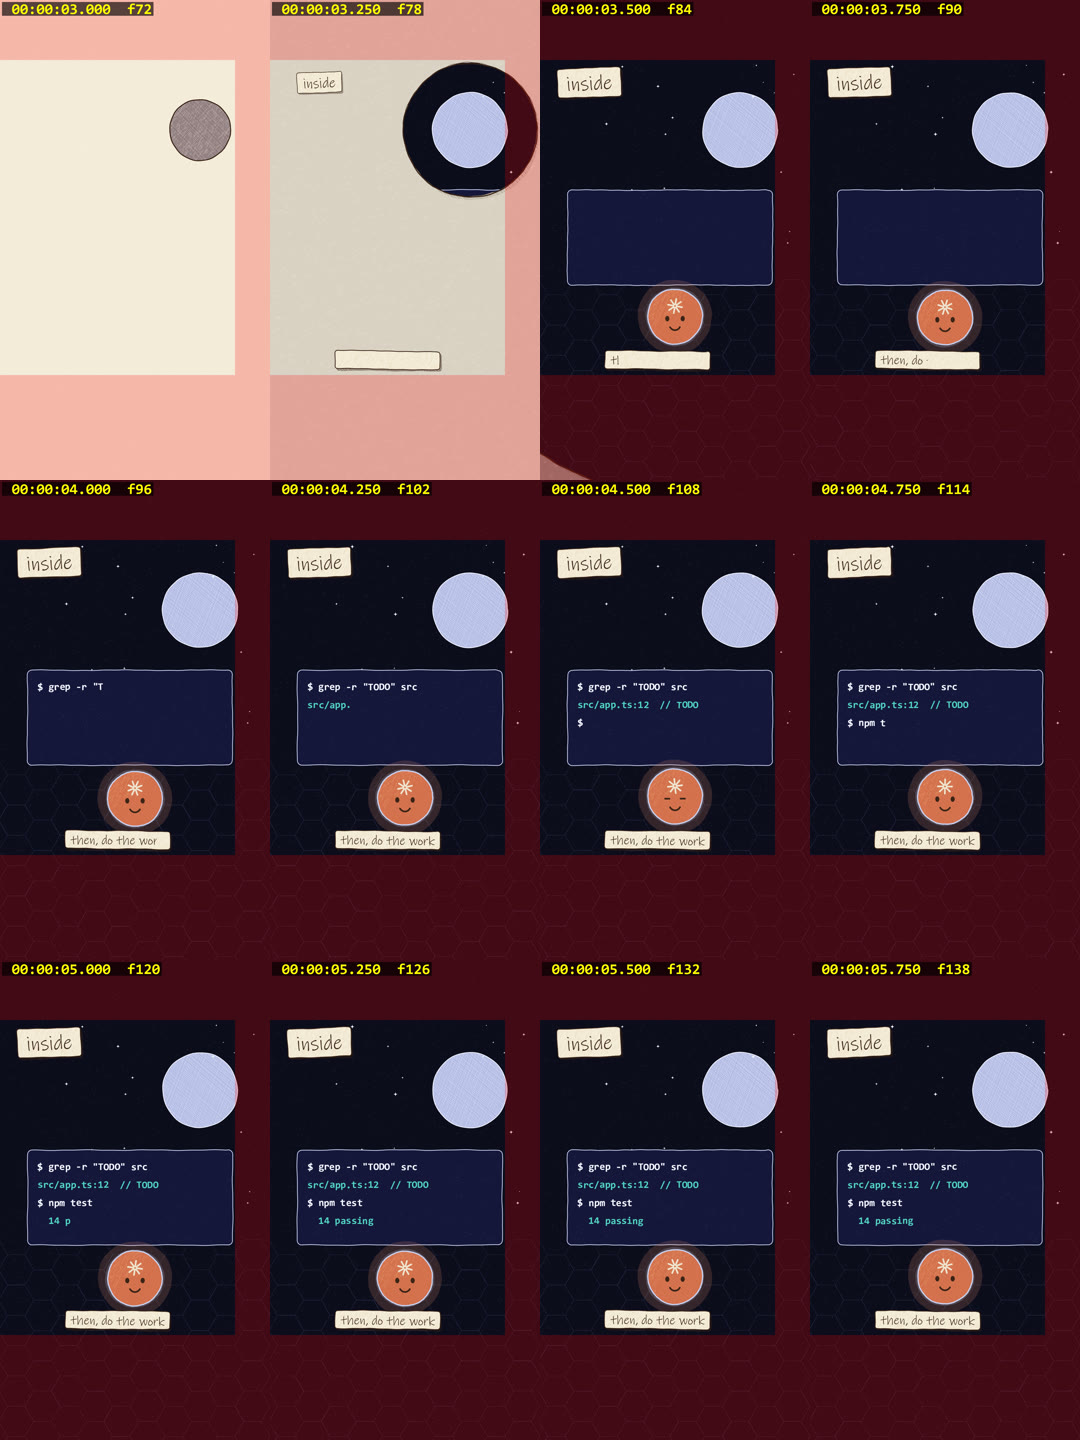 00:00:03.000 f72
00:00:03.250 f78
00:00:03.500 f84
00:00:03.750 f90
inside
inside
inside
then, do
00:00:04.000 f96
00:00:04.250 f102
00:00:04.500 f108
00:00:04.750 f114
inside
inside
inside
inside
$ grep -r "T
$ grep -r "TODO" src
src/app.
$ grep -r "TODO" src
src/app.ts:12 // TODO
$
$ grep -r "TODO" src
src/app.ts:12 // TODO
$ npm t
then, do the wor
then, do the work
then, do the work
then, do the work
00:00:05.000 f120
00:00:05.250 f126
00:00:05.500 f132
00:00:05.750 f138
inside
inside
inside
inside
$ grep -r "TODO" src
src/app.ts:12 // TODO
$ npm test
14 p
$ grep -r "TODO" src
src/app.ts:12 // TODO
$ npm test
14 passing
$ grep -r "TODO" src
src/app.ts:12 // TODO
$ npm test
14 passing
$ grep -r "TODO" src
src/app.ts:12 // TODO
$ npm test
14 passing
then, do the work
then, do the work
then, do the work
then, do the work